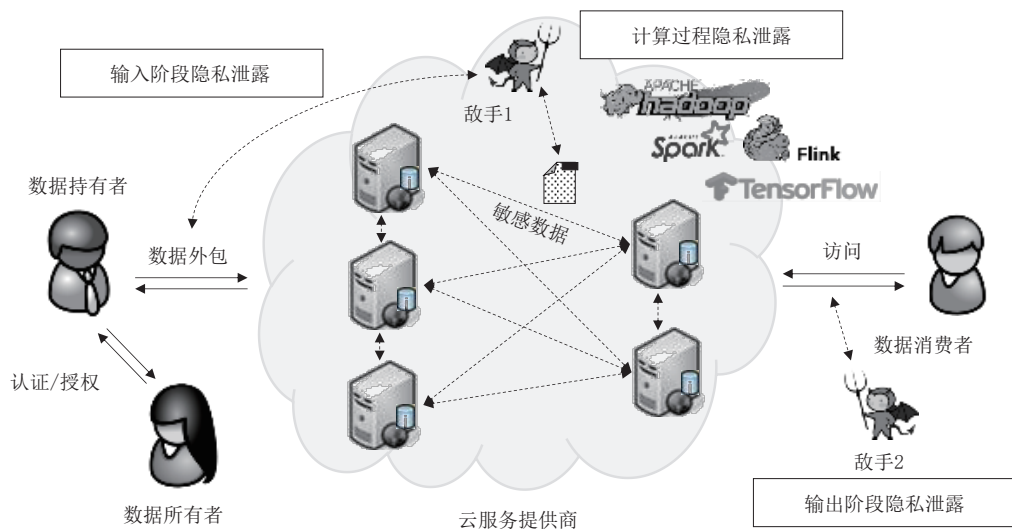 计算过程隐私泄露
输入阶段隐私泄露
敌手1
APACHE
hadoop
APACHE
Spark
Flink
TensorFlow
数据持有者
敏感数据
数据外包
访问
数据消费者
认证/授权
敌手2
输出阶段隐私泄露
数据所有者
云服务提供商